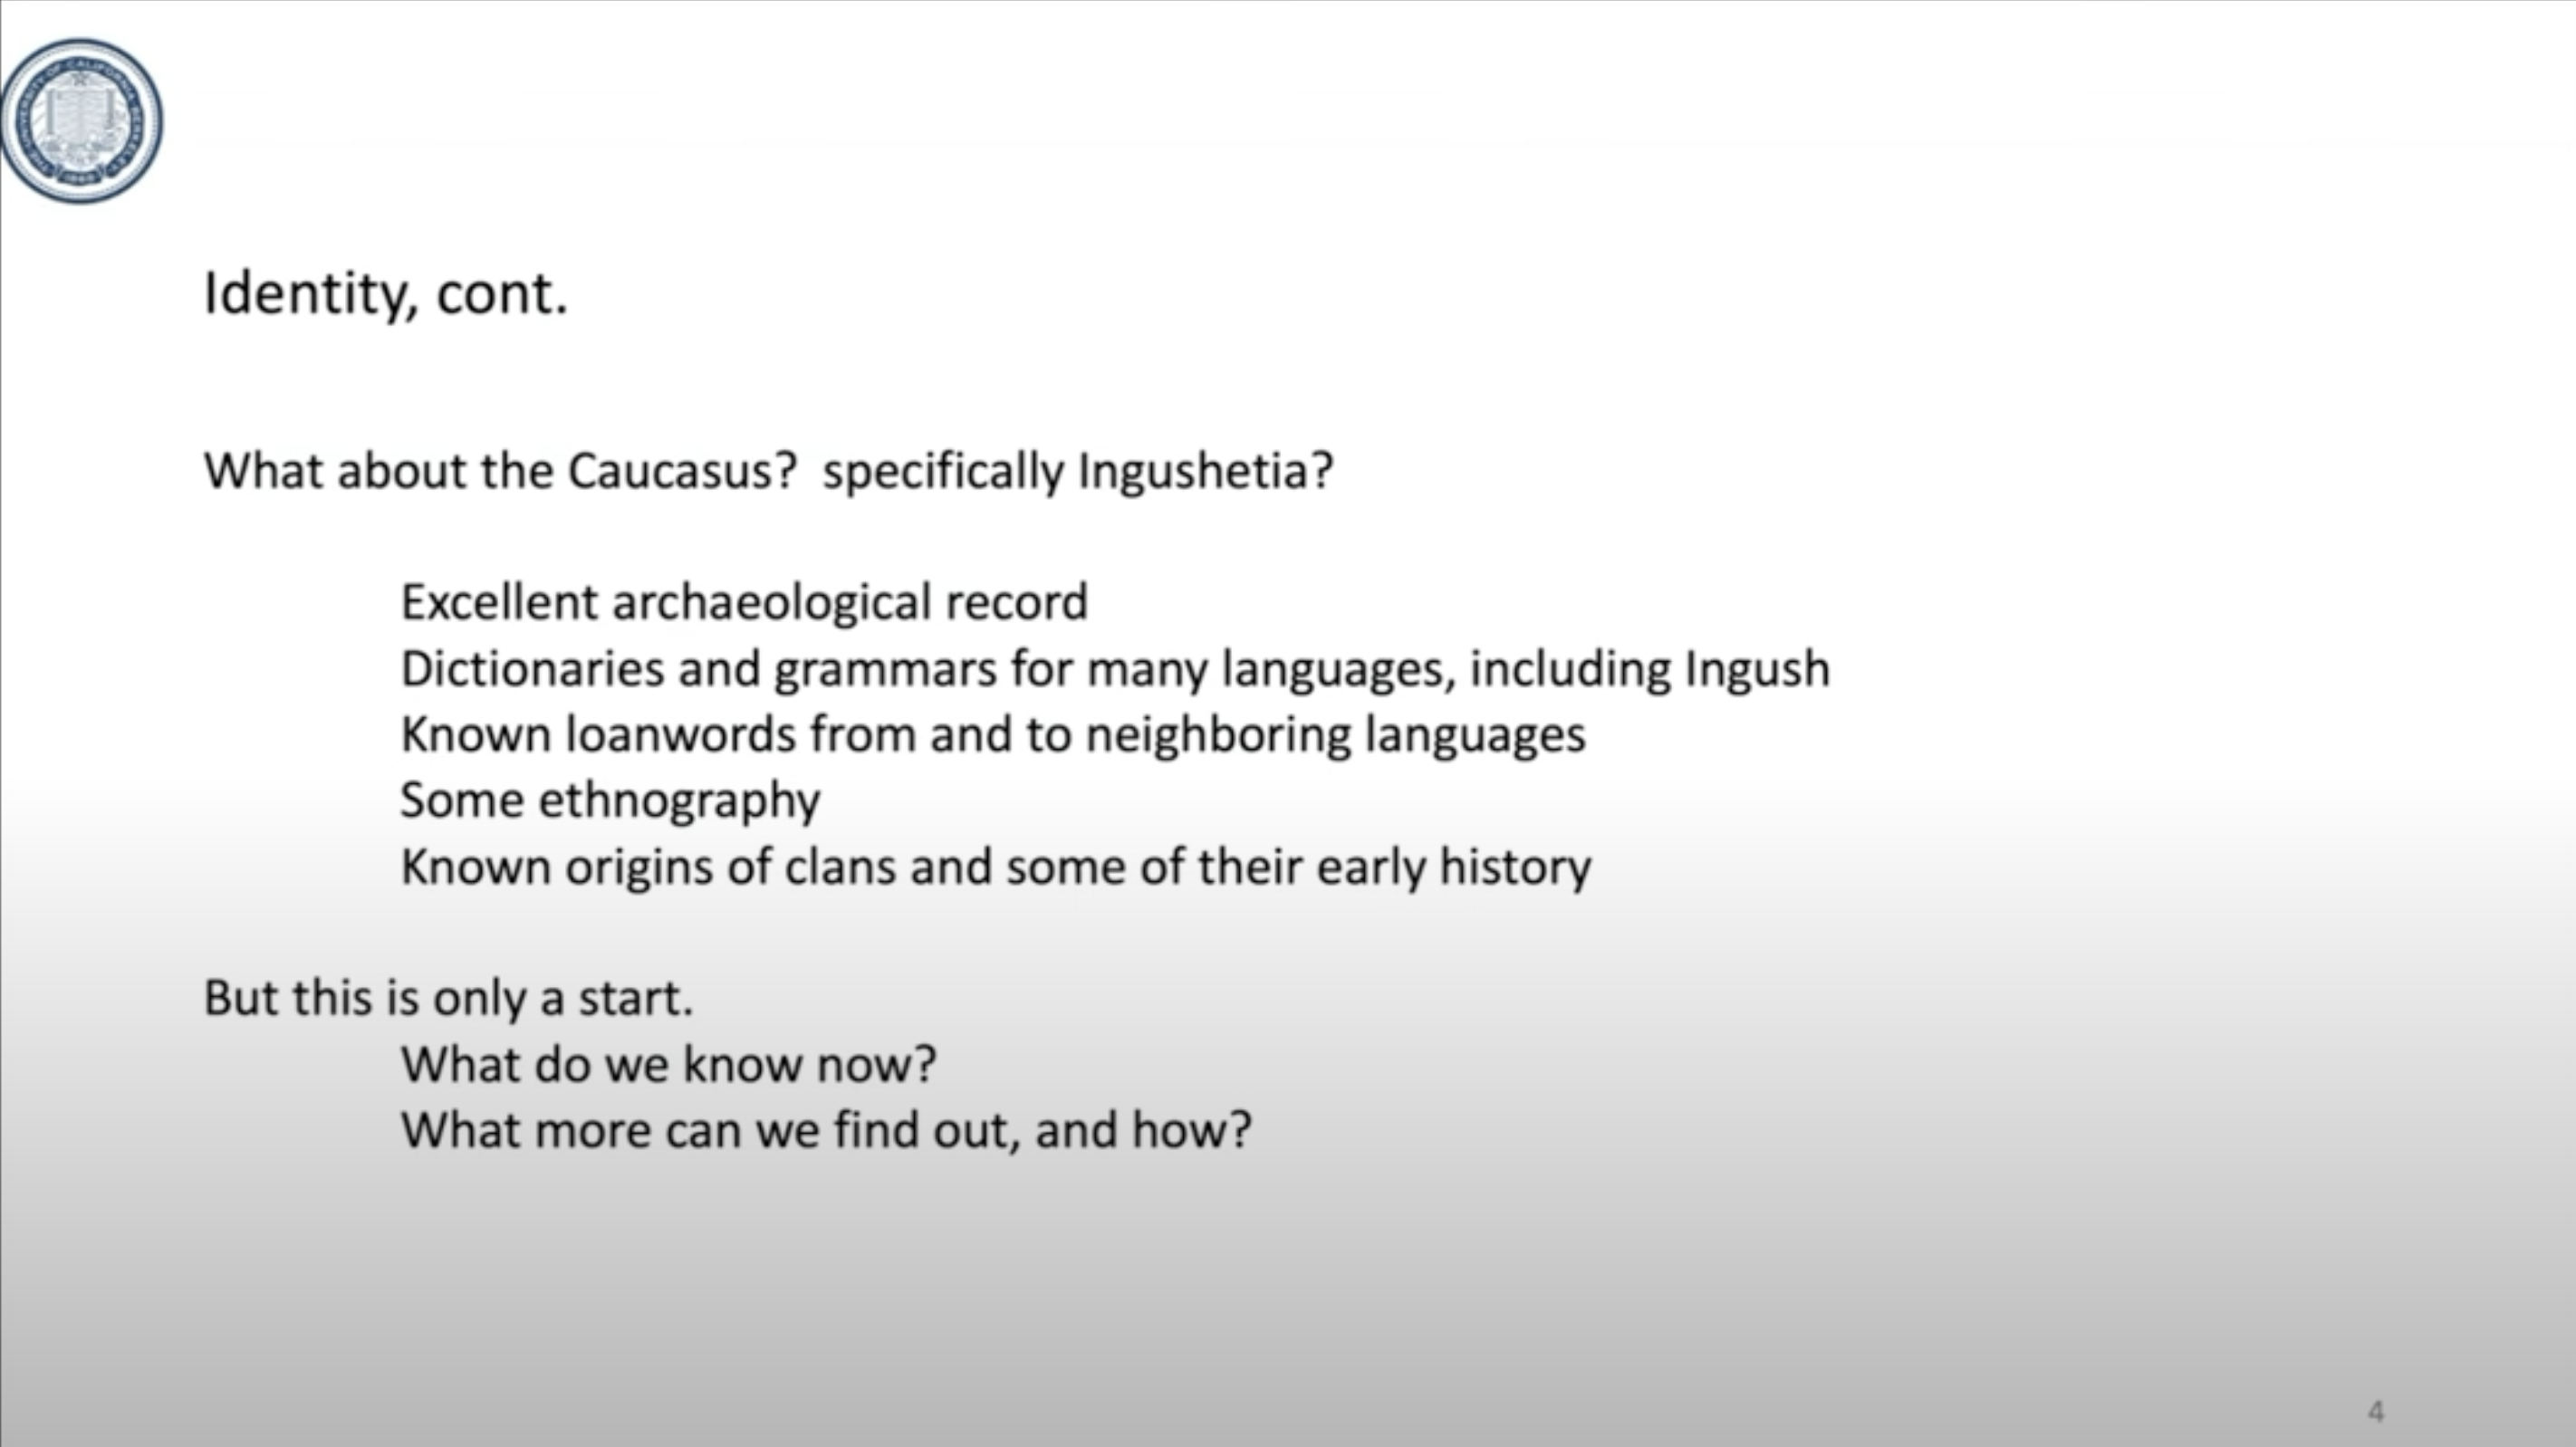 Identity, cont.
What about the Caucasus?  specifically Ingushetia?
Excellent archaeological record
Dictionaries and grammars for many languages, including Ingush
Known loanwords from and to neighboring languages
Some ethnography
Known origins of clans and some of their early history
But this is only a start.
What do we know now?
What more can we find out, and how?
4